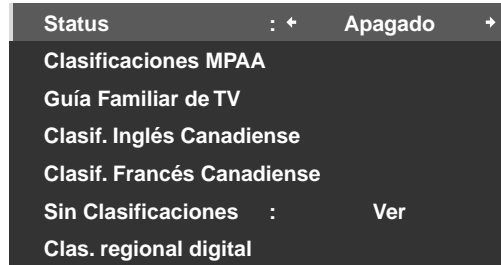 Status : Apagado
Clasificaciones MPAA
Guía Familiar de TV
Clasif. Inglés Canadiense
Clasif. Francés Canadiense
Sin Clasificaciones : Ver
Clas. regional digital